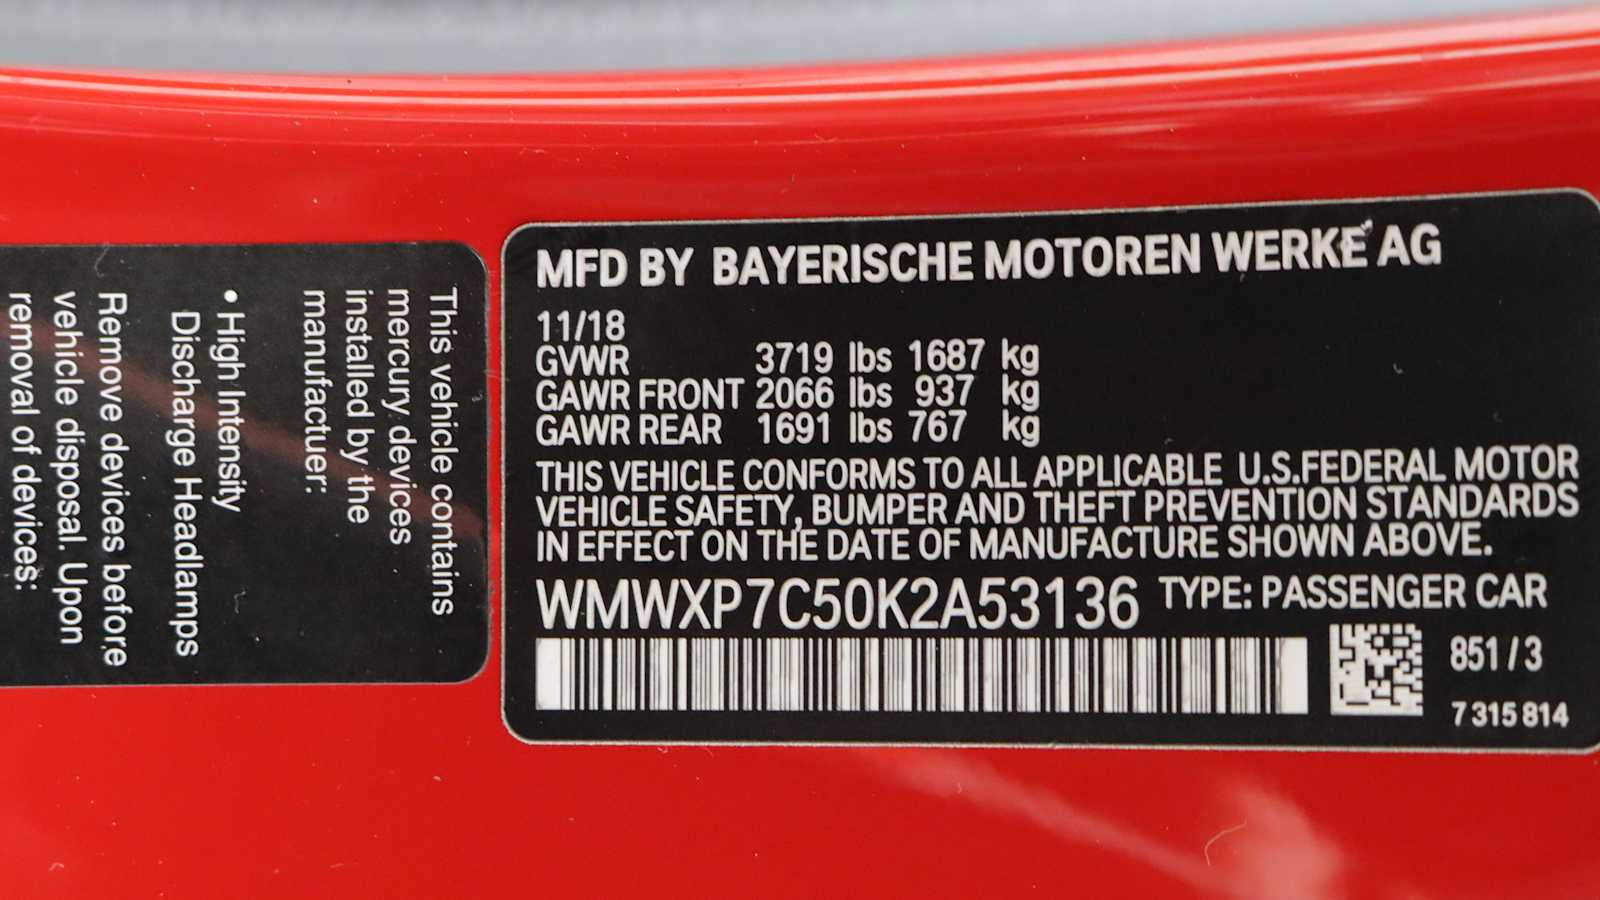 MFD BY BAYERISCHE MOTOREN WERKE AG
11/18
GVWR 3719 lbs 1687 kg
GAWR FRONT 2066 lbs 937 kg
GAWR REAR 1691 lbs 767 kg
THIS VEHICLE CONFORMS TO ALL APPLICABLE U.S.FEDERAL MOTOR
VEHICLE SAFETY, BUMPER AND THEFT PREVENTION STANDARDS
IN EFFECT ON THE DATE OF MANUFACTURE SHOWN ABOVE.
WMWXP7C50K2A53136 TYPE: PASSENGER CAR
851/3
7 315 814
This vehicle contains
mercury devices
installed by the
manufactuer:
• High Intensity
Discharge Headlamps
Remove devices before
vehicle disposal. Upon
removal of devices: